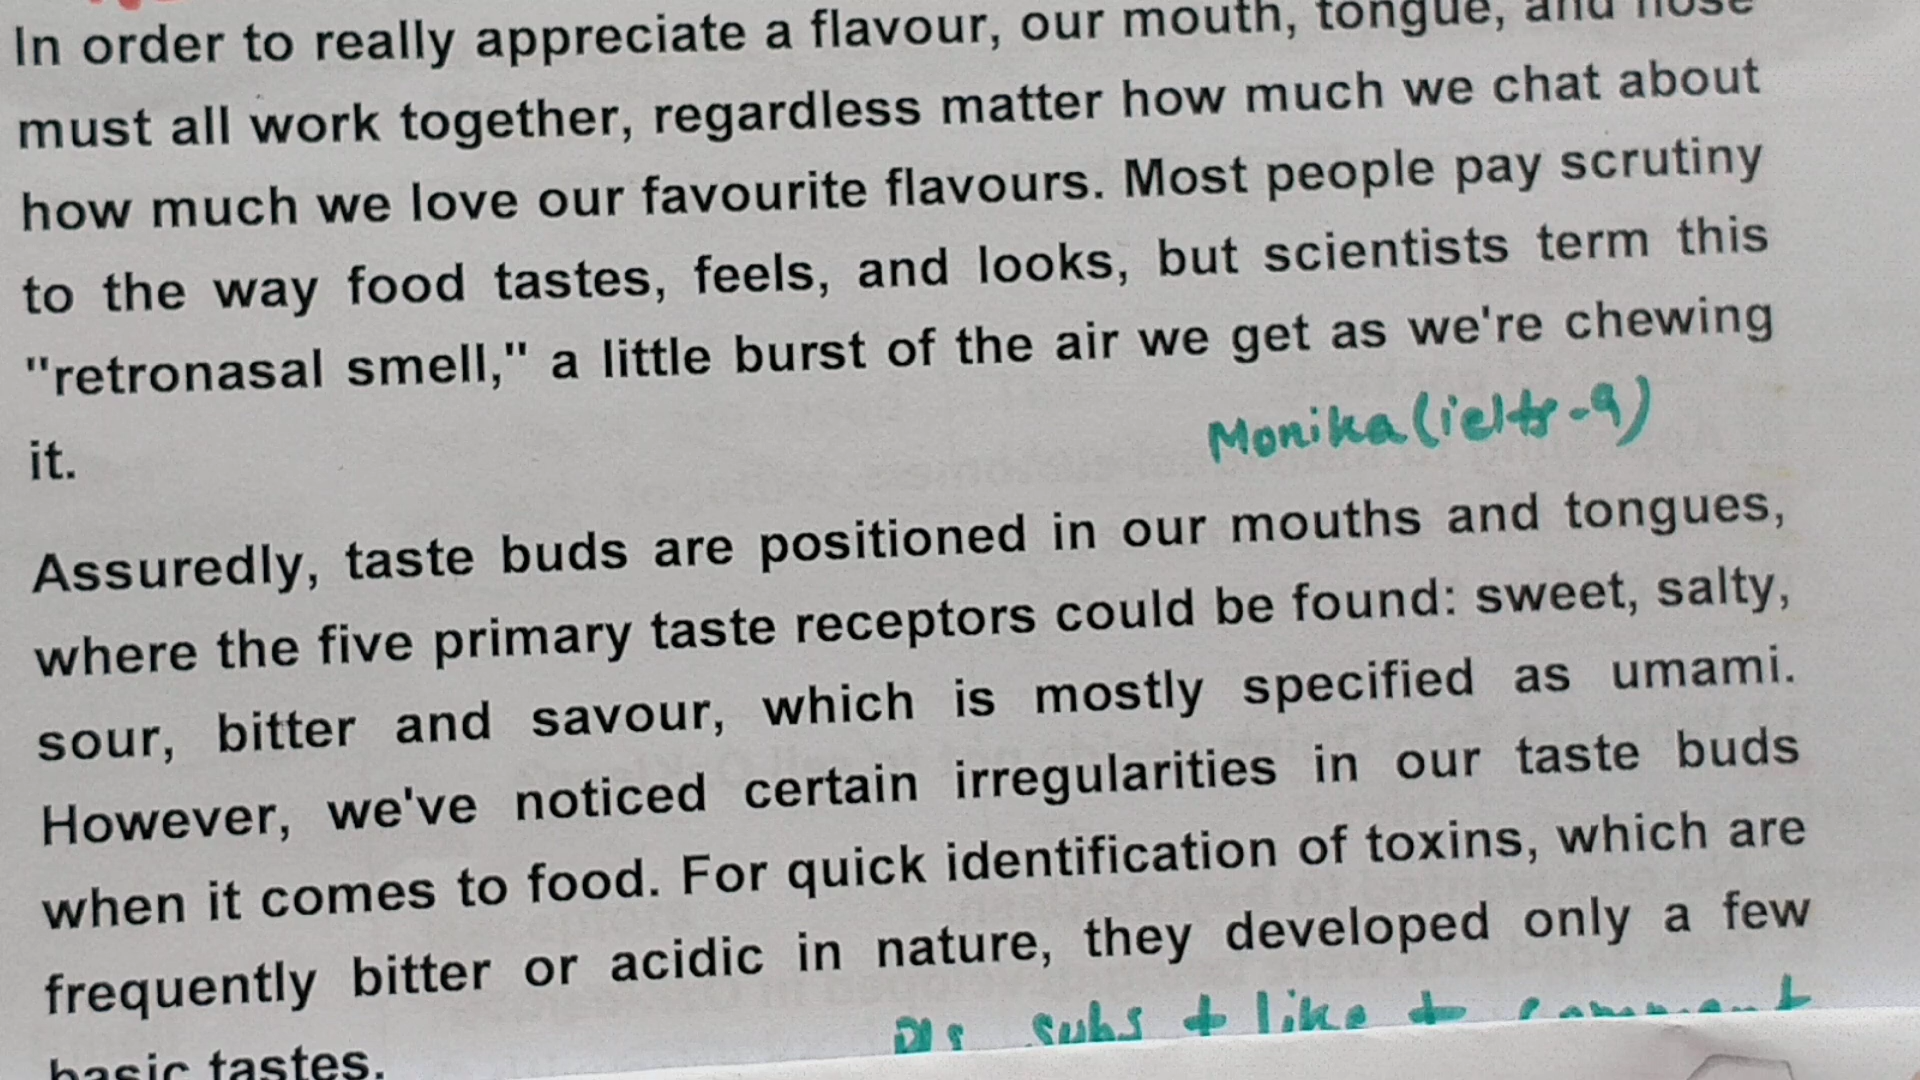 In order to really appreciate a flavour, our mouth, tongue, and nose
must all work together, regardless matter how much we chat about
how much we love our favourite flavours. Most people pay scrutiny
to the way food tastes, feels, and looks, but scientists term this
"retronasal smell," a little burst of the air we get as we're chewing
it.
Monika (ielts-9)
Assuredly, taste buds are positioned in our mouths and tongues,
where the five primary taste receptors could be found: sweet, salty,
sour, bitter and savour, which is mostly specified as umami.
However, we've noticed certain irregularities in our taste buds
when it comes to food. For quick identification of toxins, which are
frequently bitter or acidic in nature, they developed only a few
Pls subs + like + comment
basic tastes.